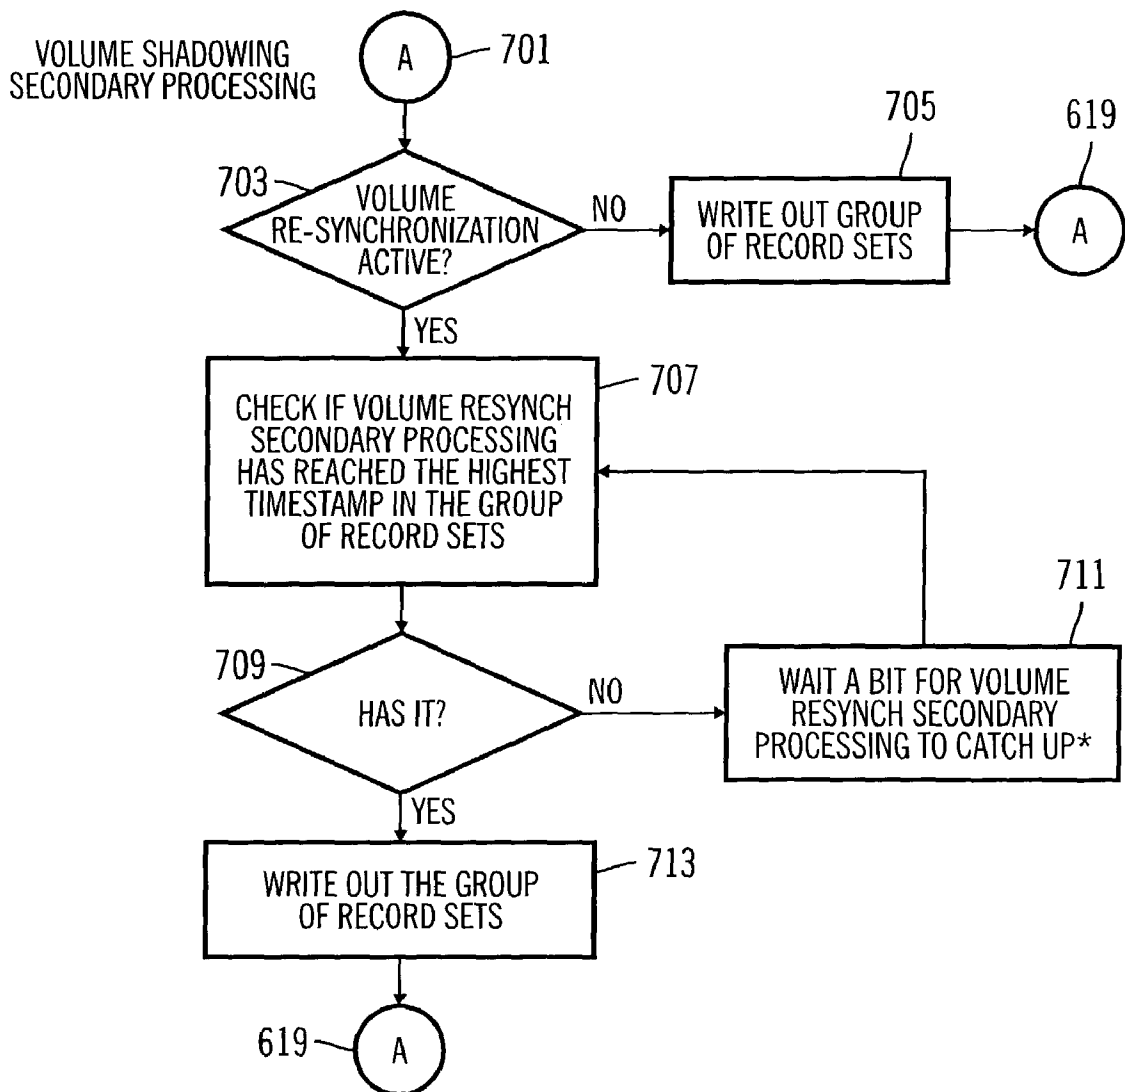 VOLUME SHADOWING
SECONDARY PROCESSING
A
701
703
VOLUME
RE-SYNCHRONIZATION
ACTIVE?
NO
705
WRITE OUT GROUP
OF RECORD SETS
619
A
YES
707
CHECK IF VOLUME RESYNCH
SECONDARY PROCESSING
HAS REACHED THE HIGHEST
TIMESTAMP IN THE GROUP
OF RECORD SETS
709
HAS IT?
NO
711
WAIT A BIT FOR VOLUME
RESYNCH SECONDARY
PROCESSING TO CATCH UP*
YES
713
WRITE OUT THE GROUP
OF RECORD SETS
619
A